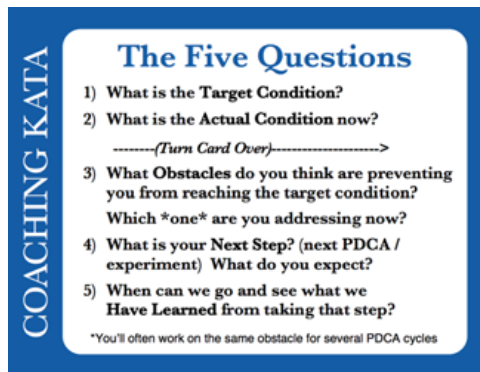 COACHING KATA
The Five Questions
1) What is the Target Condition?
2) What is the Actual Condition now?
--------(Turn Card Over)--------------------->
3) What Obstacles do you think are preventing
you from reaching the target condition?
Which *one* are you addressing now?
4) What is your Next Step? (next PDCA /
experiment) What do you expect?
5) When can we go and see what we
Have Learned from taking that step?
*You'll often work on the same obstacle for several PDCA cycles